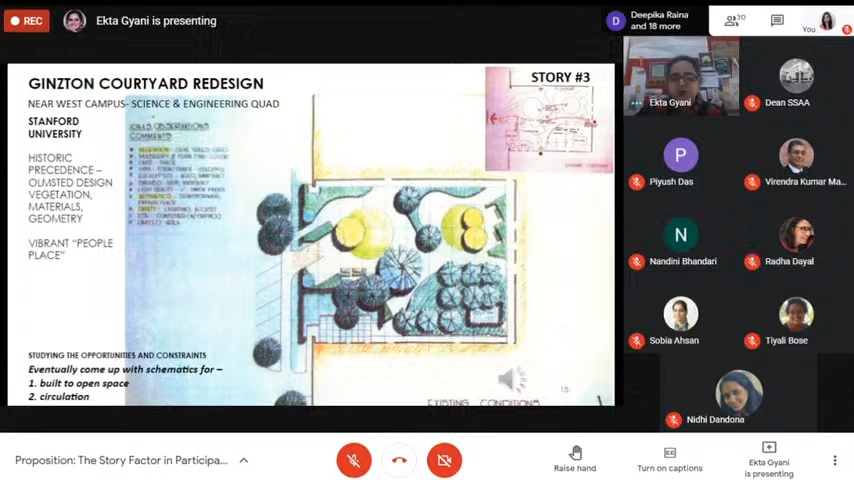 REC
Ekta Gyani is presenting
Deepika Raina
and 18 more
30
You
GINZTON COURTYARD REDESIGN
STORY #3
NEAR WEST CAMPUS- SCIENCE & ENGINEERING QUAD
STANFORD
UNIVERSITY
HISTORIC
PRECEDENCE –
OLMSTED DESIGN
VEGETATION,
MATERIALS,
GEOMETRY
VIBRANT "PEOPLE
PLACE"
COMMENTS
STUDYING THE OPPORTUNITIES AND CONSTRAINTS
Eventually come up with schematics for –
1. built to open space
2. circulation
15
EXISTING CONDITIONS
Ekta Gyani
Dean SSAA
P
Piyush Das
Virendra Kumar Ma...
N
Nandini Bhandari
Radha Dayal
Sobia Ahsan
Tiyali Bose
Nidhi Dandona
D
Proposition: The Story Factor in Participa...
Raise hand
Turn on captions
Ekta Gyani
is presenting